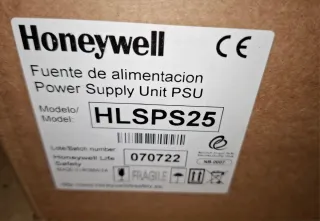 Honeywell CE
Fuente de alimentacion
Power Supply Unit PSU
Modelo/
Model: HLSPS25
Lote/Batch number:
Honeywell Life
Safety 070722
FRAGILE